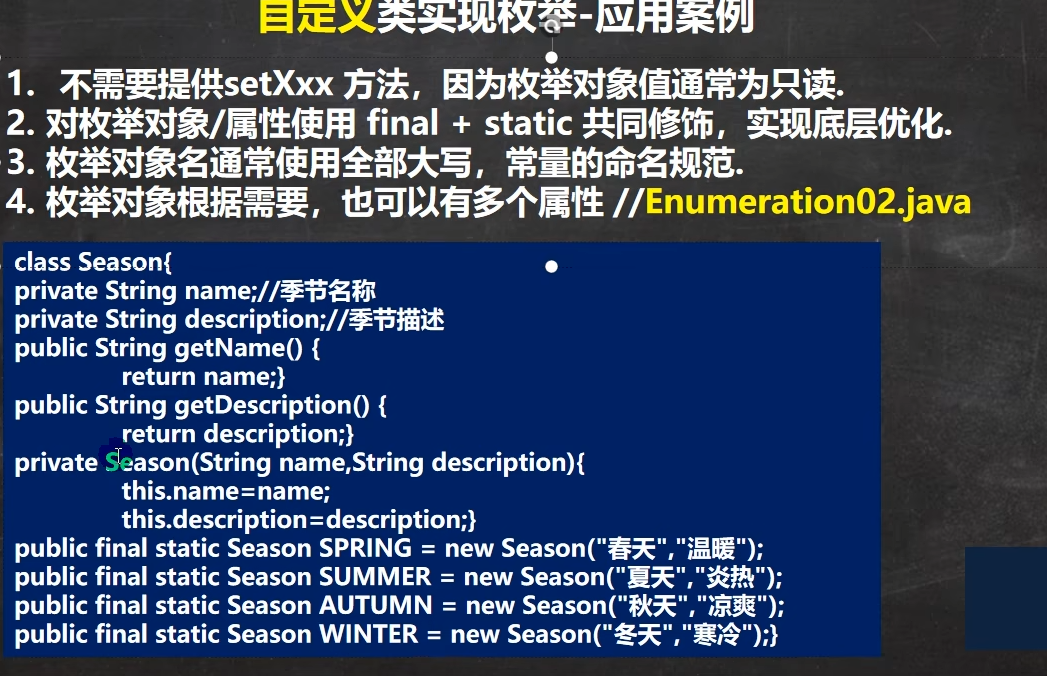 自定义类实现枚举-应用案例
1. 不需要提供setXxx 方法，因为枚举对象值通常为只读.
2. 对枚举对象/属性使用 final + static 共同修饰，实现底层优化.
3. 枚举对象名通常使用全部大写，常量的命名规范.
4. 枚举对象根据需要，也可以有多个属性 //Enumeration02.java
class Season{
private String name;//季节名称
private String description;//季节描述
public String getName() {
return name;}
public String getDescription() {
return description;}
private Season(String name,String description){
this.name=name;
this.description=description;}
public final static Season SPRING = new Season("春天","温暖");
public final static Season SUMMER = new Season("夏天","炎热");
public final static Season AUTUMN = new Season("秋天","凉爽");
public final static Season WINTER = new Season("冬天","寒冷");}